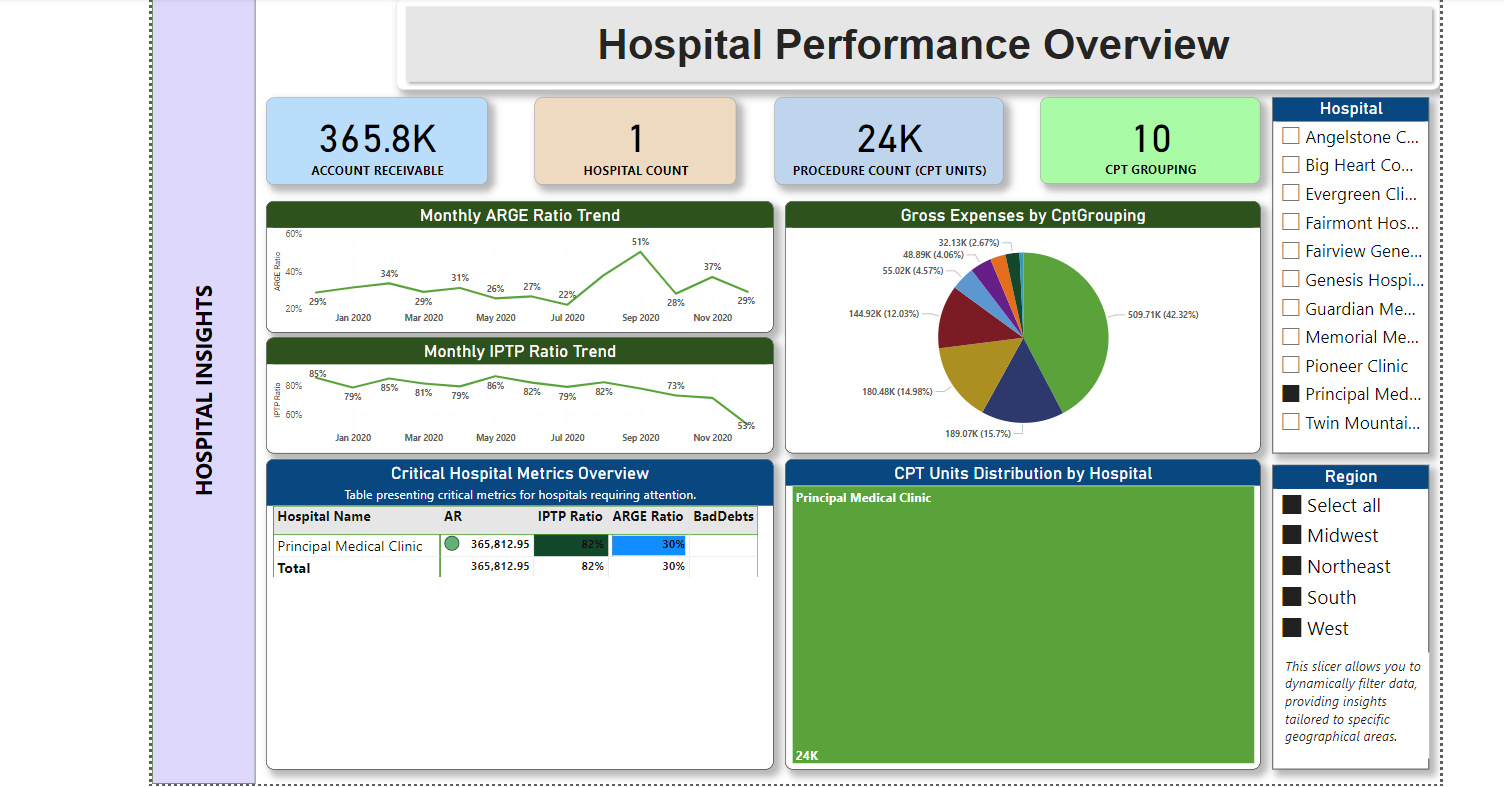 Hospital Performance Overview
HOSPITAL INSIGHTS
365.8K
ACCOUNT RECEIVABLE
1
HOSPITAL COUNT
24K
PROCEDURE COUNT (CPT UNITS)
10
CPT GROUPING
Hospital
Angelstone C...
Big Heart Co...
Evergreen Cli...
Fairmont Hos...
Fairview Gene...
Genesis Hospi...
Guardian Me...
Memorial Me...
Pioneer Clinic
Principal Med...
Twin Mountai...
Monthly ARGE Ratio Trend
ARGE Ratio
60%
40%
20%
29%
34%
29%
31%
26%
27%
22%
51%
28%
37%
29%
Jan 2020
Mar 2020
May 2020
Jul 2020
Sep 2020
Nov 2020
Monthly IPTP Ratio Trend
IPTP Ratio
80%
60%
85%
79%
85%
81%
79%
86%
82%
79%
82%
73%
53%
Jan 2020
Mar 2020
May 2020
Jul 2020
Sep 2020
Nov 2020
Gross Expenses by CptGrouping
32.13K (2.67%)
48.89K (4.06%)
55.02K (4.57%)
144.92K (12.03%)
180.48K (14.98%)
189.07K (15.7%)
509.71K (42.32%)
Critical Hospital Metrics Overview
Table presenting critical metrics for hospitals requiring attention.
Hospital Name AR IPTP Ratio ARGE Ratio BadDebts
Principal Medical Clinic 365,812.95 82% 30%
Total 365,812.95 82% 30%
CPT Units Distribution by Hospital
Principal Medical Clinic
24K
Region
Select all
Midwest
Northeast
South
West
This slicer allows you to
dynamically filter data,
providing insights
tailored to specific
geographical areas.